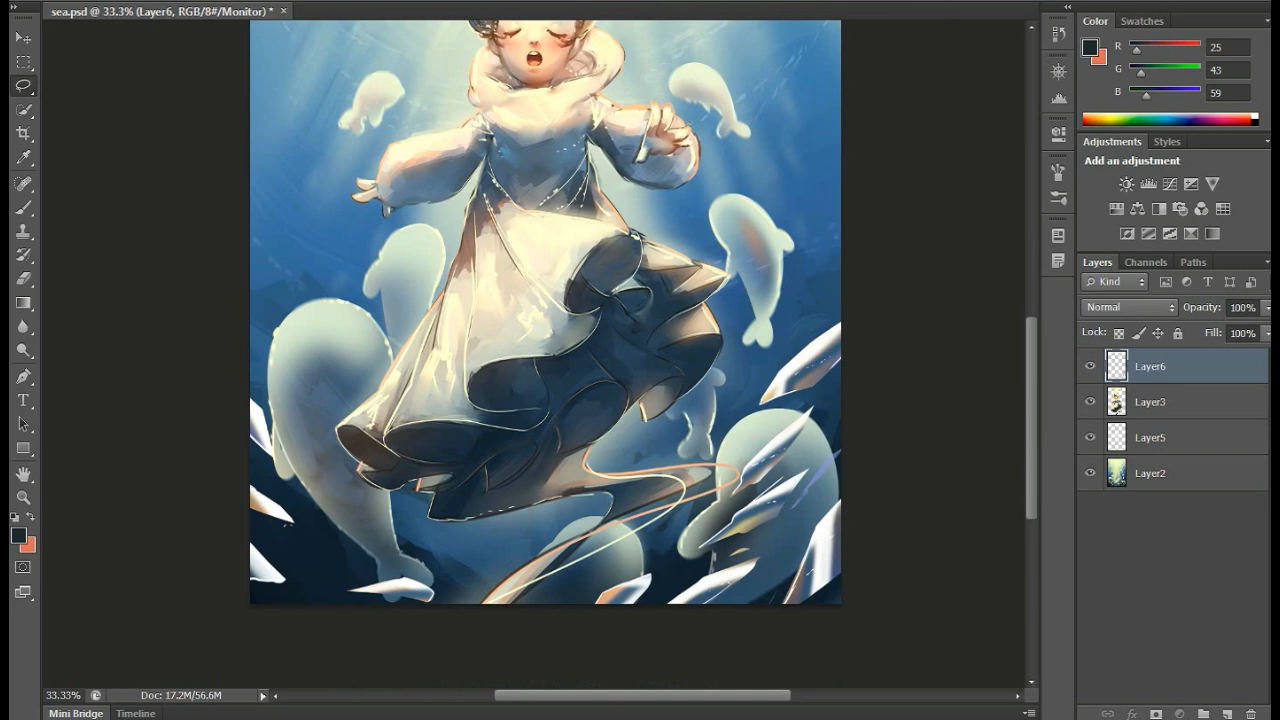 sea.psd @ 33.3% (Layer6, RGB/8#/Monitor) * ×
Color Swatches
R 25
G 43
B 59
Adjustments Styles
Add an adjustment
Layers Channels Paths
Kind
Normal Opacity: 100%
Lock: Fill: 100%
Layer6
Layer3
Layer5
Layer2
33.33% Doc: 17.2M/56.6M
Mini Bridge Timeline